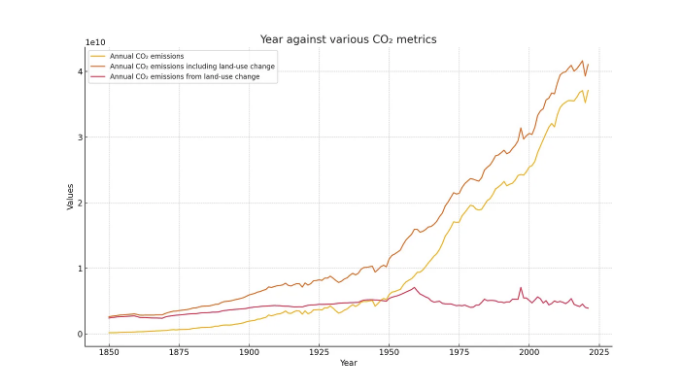 Year against various CO₂ metrics
1e10
Annual CO₂ emissions
Annual CO₂ emissions including land-use change
Annual CO₂ emissions from land-use change
4
3
2
1
0
Values
1850
1875
1900
1925
1950
1975
2000
2025
Year